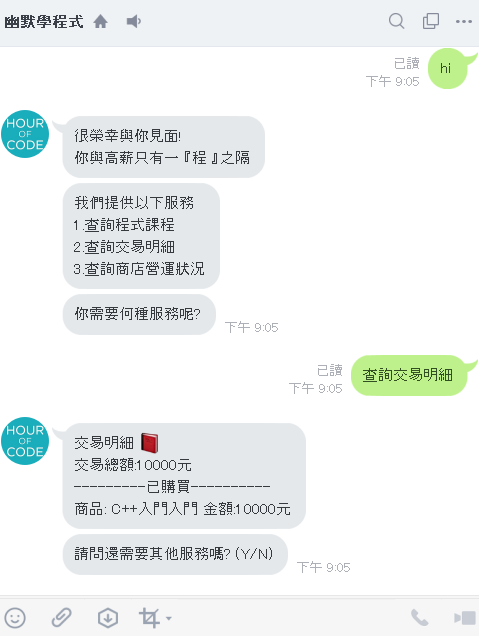 幽默學程式
已讀
下午 9:05
hi
HOUR
OF
CODE
很榮幸與你見面!
你與高薪只有一『程』之隔
我們提供以下服務
1.查詢程式課程
2.查詢交易明細
3.查詢商店營運狀況
你需要何種服務呢?
下午 9:05
已讀
下午 9:05
查詢交易明細
HOUR
OF
CODE
交易明細
交易總額:10000元
---------已購買----------
商品: C++入門入門 金額:10000元
請問還需要其他服務嗎? (Y/N)
下午 9:05